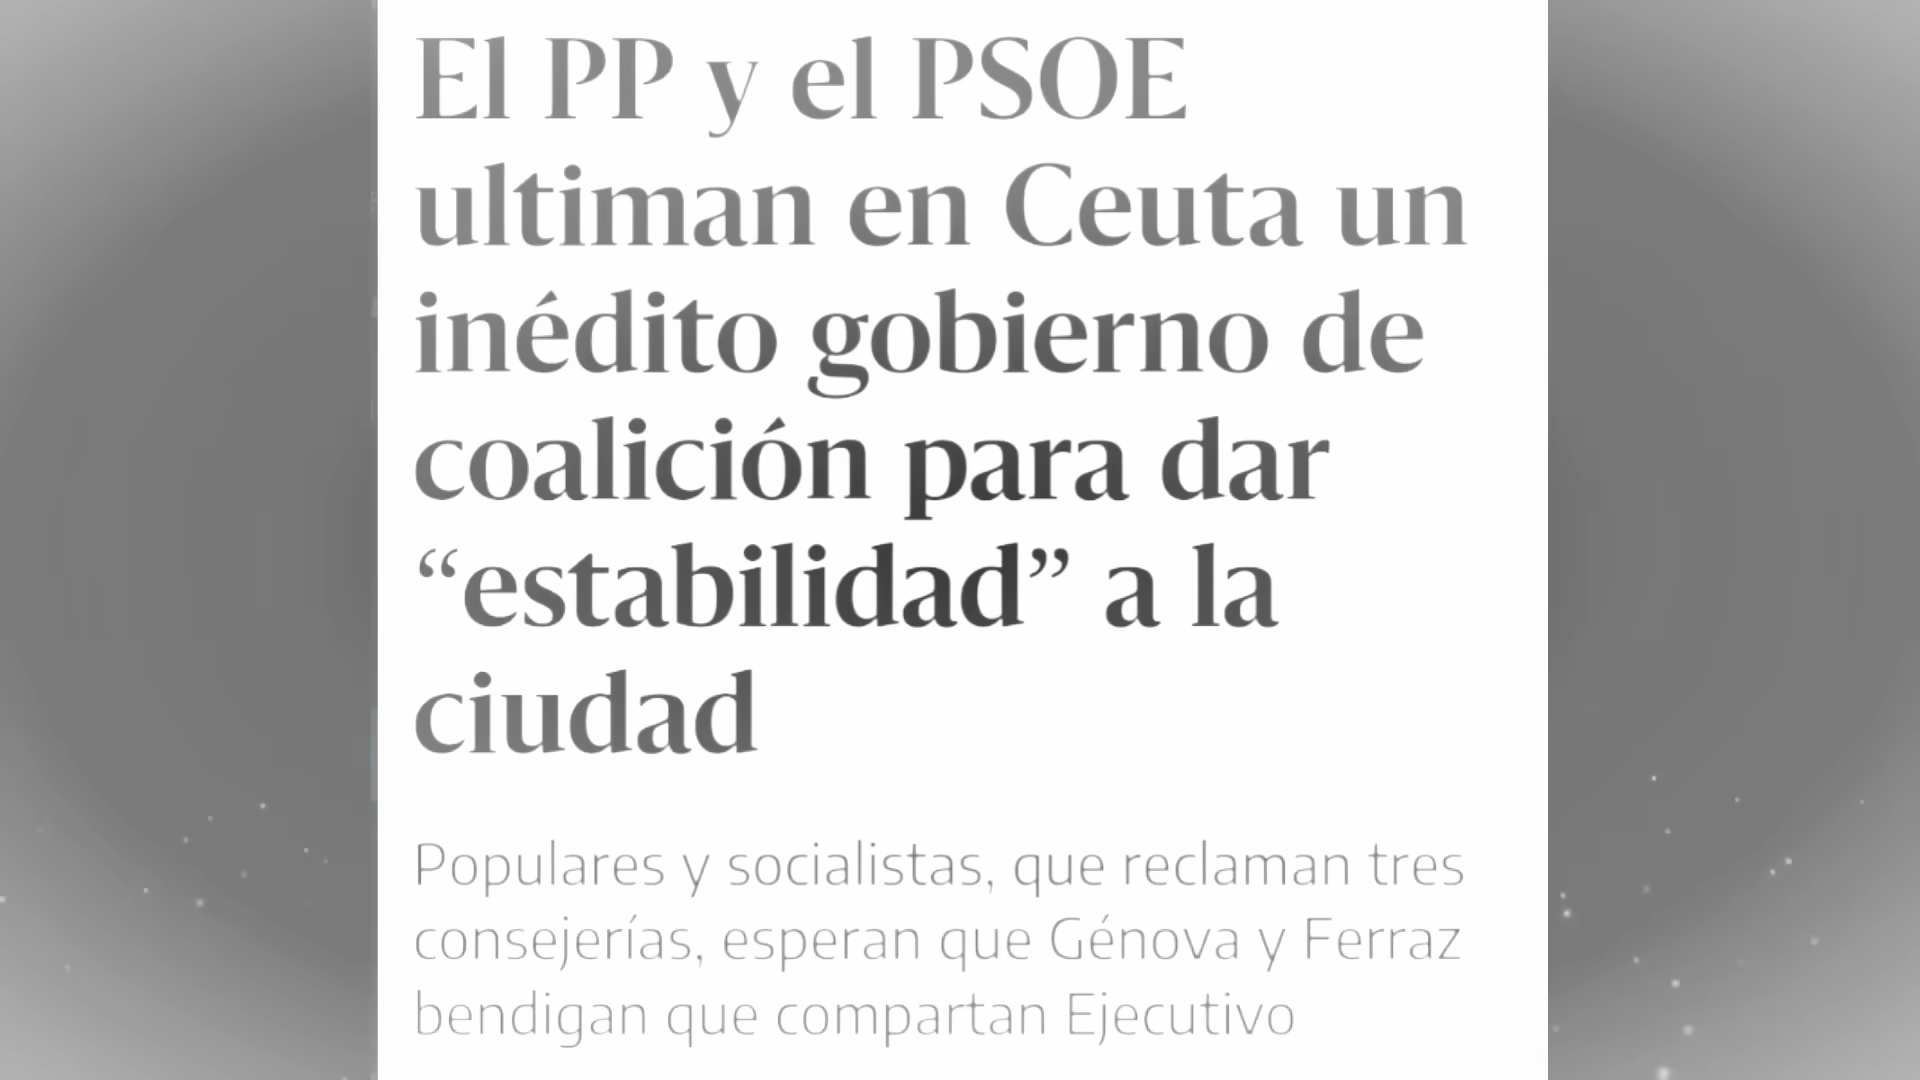 El PP y el PSOE
ultiman en Ceuta un
inédito gobierno de
coalición para dar
“estabilidad” a la
ciudad
Populares y socialistas, que reclaman tres
consejerías, esperan que Génova y Ferraz
bendigan que compartan Ejecutivo